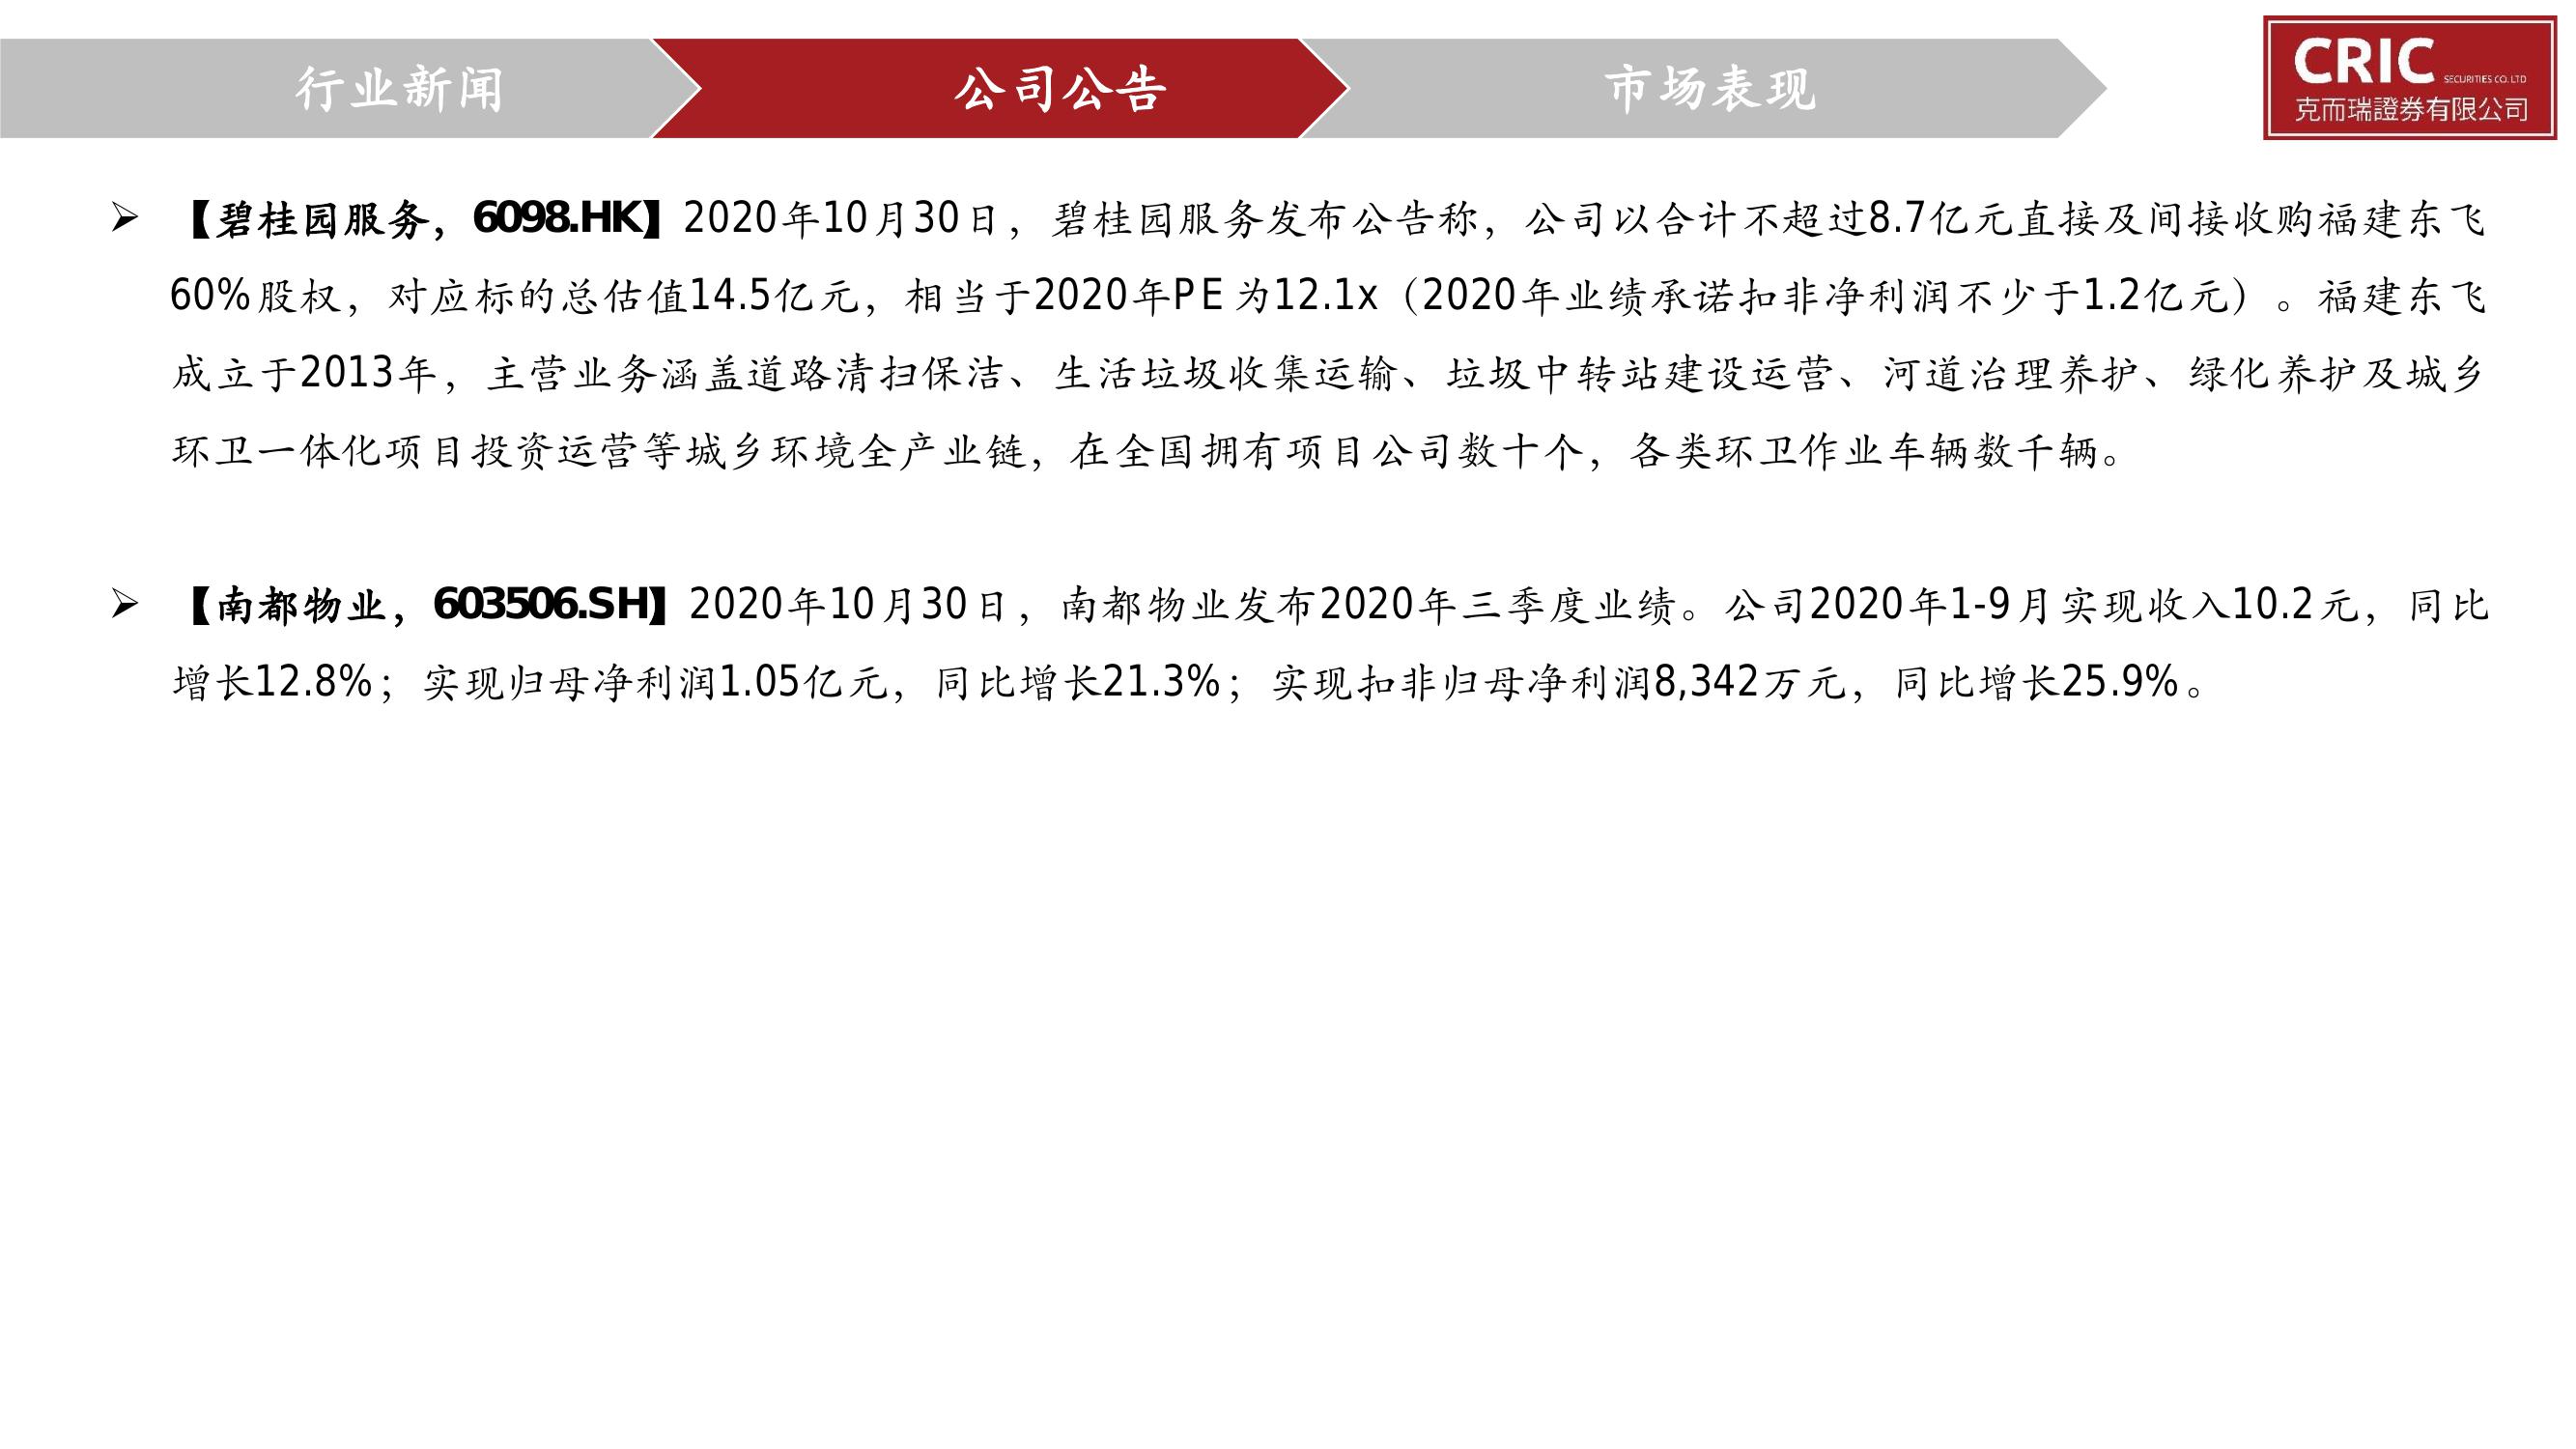 行业新闻
公司公告
市场表现
CRIC SECURITIES CO. LTD
克而瑞證券有限公司
➢ 【碧桂园服务，6098.HK】2020年10月30日，碧桂园服务发布公告称，公司以合计不超过8.7亿元直接及间接收购福建东飞
60%股权，对应标的总估值14.5亿元，相当于2020年PE为12.1x（2020年业绩承诺扣非净利润不少于1.2亿元）。福建东飞
成立于2013年，主营业务涵盖道路清扫保洁、生活垃圾收集运输、垃圾中转站建设运营、河道治理养护、绿化养护及城乡
环卫一体化项目投资运营等城乡环境全产业链，在全国拥有项目公司数十个，各类环卫作业车辆数千辆。
➢ 【南都物业，603506.SH】2020年10月30日，南都物业发布2020年三季度业绩。公司2020年1-9月实现收入10.2元，同比
增长12.8%；实现归母净利润1.05亿元，同比增长21.3%；实现扣非归母净利润8,342万元，同比增长25.9%。